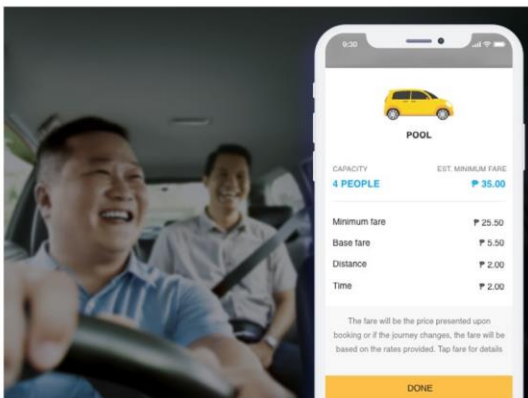 9:30
POOL
CAPACITY EST. MINIMUM FARE
4 PEOPLE ₱ 35.00
Minimum fare ₱ 25.50
Base fare ₱ 5.50
Distance ₱ 2.00
Time ₱ 2.00
The fare will be the price presented upon
booking or if the journey changes, the fare will be
based on the rates provided. Tap fare for details
DONE